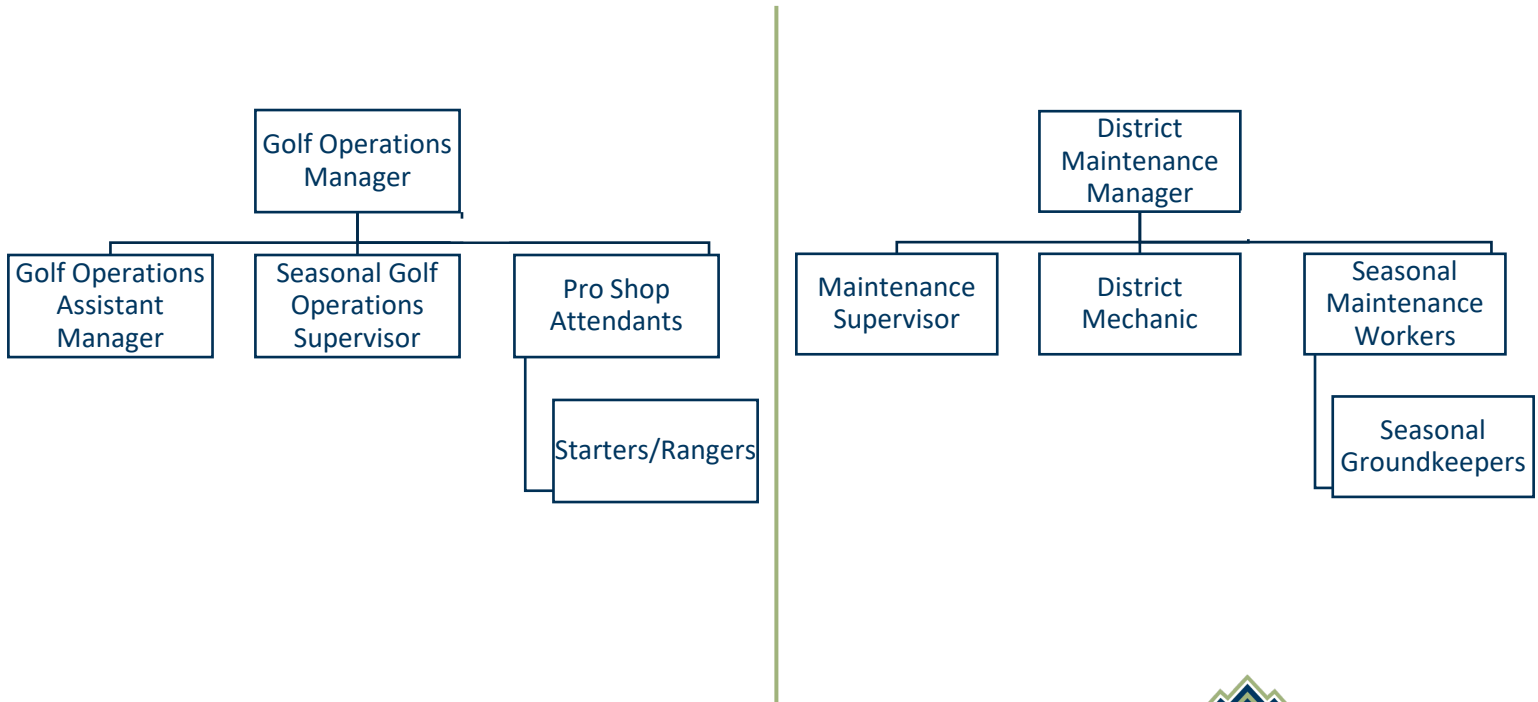 Golf Operations
Manager
Golf Operations
Assistant
Manager
Seasonal Golf
Operations
Supervisor
Pro Shop
Attendants
Starters/Rangers
District
Maintenance
Manager
Maintenance
Supervisor
District
Mechanic
Seasonal
Maintenance
Workers
Seasonal
Groundkeepers